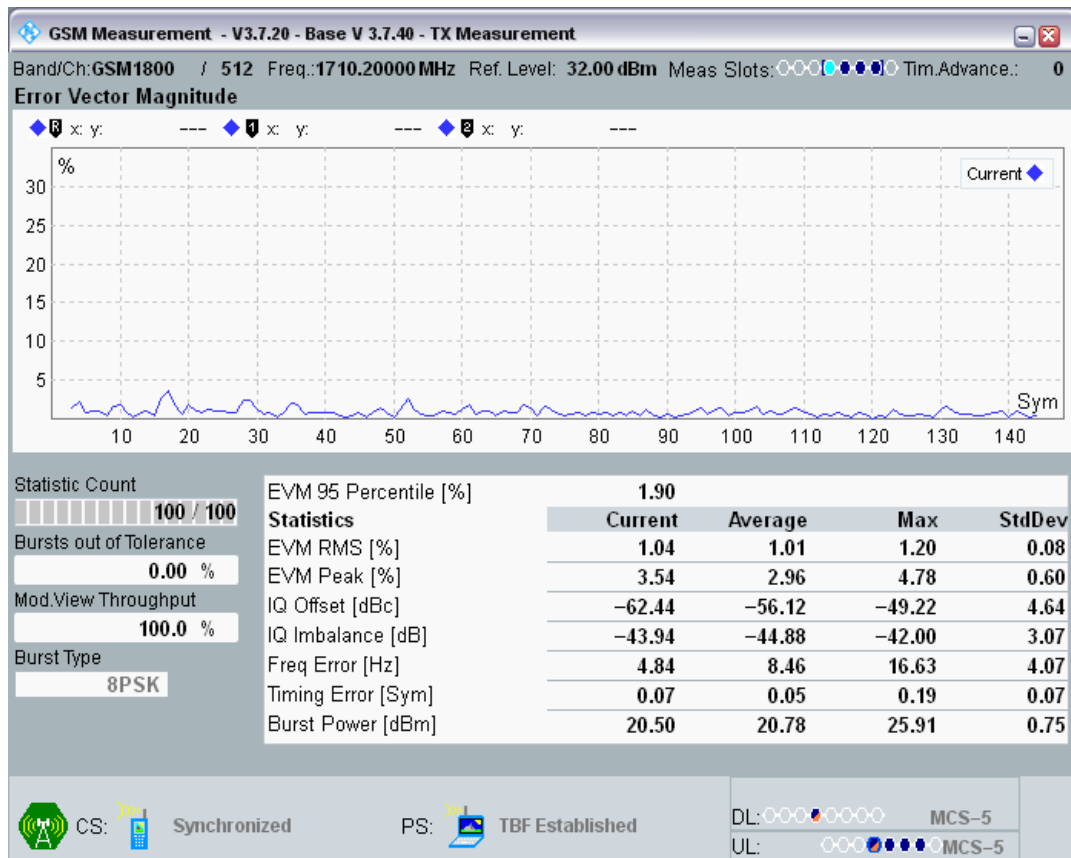 GSM Measurement - V3.7.20 - Base V 3.7.40 - TX Measurement
Band/Ch:GSM1800 / 512 Freq.:1710.20000 MHz Ref. Level: 32.00 dBm Meas Slots: Tim.Advance.: 0
Error Vector Magnitude
R x: y: --- 1 x: y: --- 2 x: y: ---
%
Current
30
25
20
15
10
5
Sym
10 20 30 40 50 60 70 80 90 100 110 120 130 140
Statistic Count
100 / 100
Bursts out of Tolerance
0.00 %
Mod.View Throughput
100.0 %
Burst Type
8PSK
EVM 95 Percentile [%] 1.90
Statistics Current Average Max StdDev
EVM RMS [%] 1.04 1.01 1.20 0.08
EVM Peak [%] 3.54 2.96 4.78 0.60
IQ Offset [dBc] −62.44 −56.12 −49.22 4.64
IQ Imbalance [dB] −43.94 −44.88 −42.00 3.07
Freq Error [Hz] 4.84 8.46 16.63 4.07
Timing Error [Sym] 0.07 0.05 0.19 0.07
Burst Power [dBm] 20.50 20.78 25.91 0.75
CS: Synchronized PS: TBF Established
DL: MCS−5
UL: MCS−5